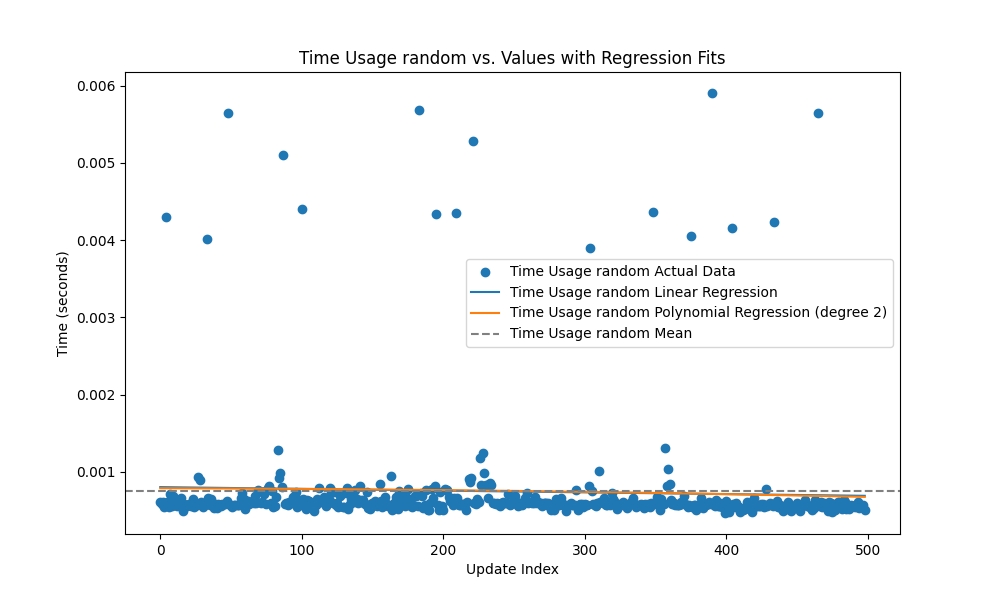 Time Usage random vs. Values with Regression Fits
0.006
0.005
0.004
0.003
0.002
0.001
Time (seconds)
Time Usage random Actual Data
Time Usage random Linear Regression
Time Usage random Polynomial Regression (degree 2)
Time Usage random Mean
0 100 200 300 400 500
Update Index